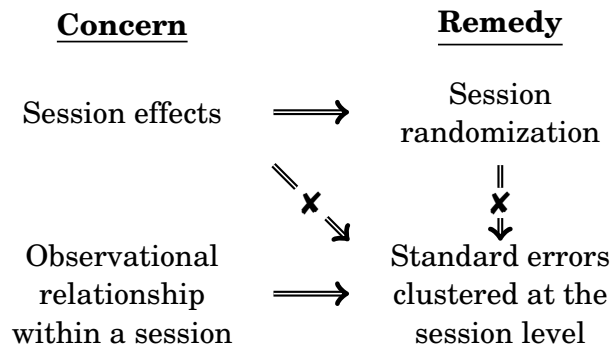 Concern
Remedy
Session effects
Session
randomization
Observational
relationship
within a session
Standard errors
clustered at the
session level